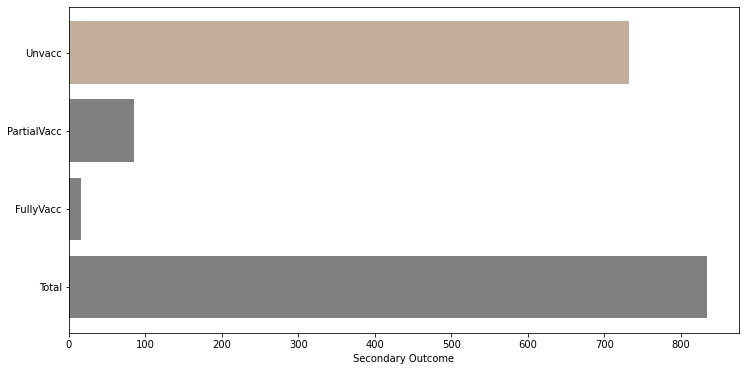 Unvacc
PartialVacc
FullyVacc
Total
0 100 200 300 400 500 600 700 800
Secondary Outcome